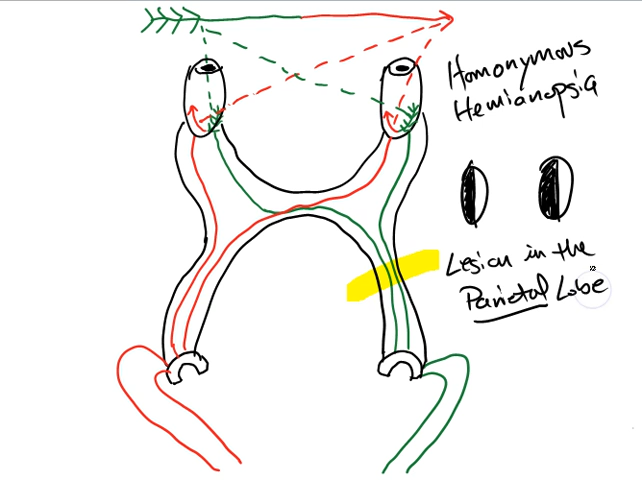 Homonymous
Hemianopsia
Lesion in the
Parietal Lobe